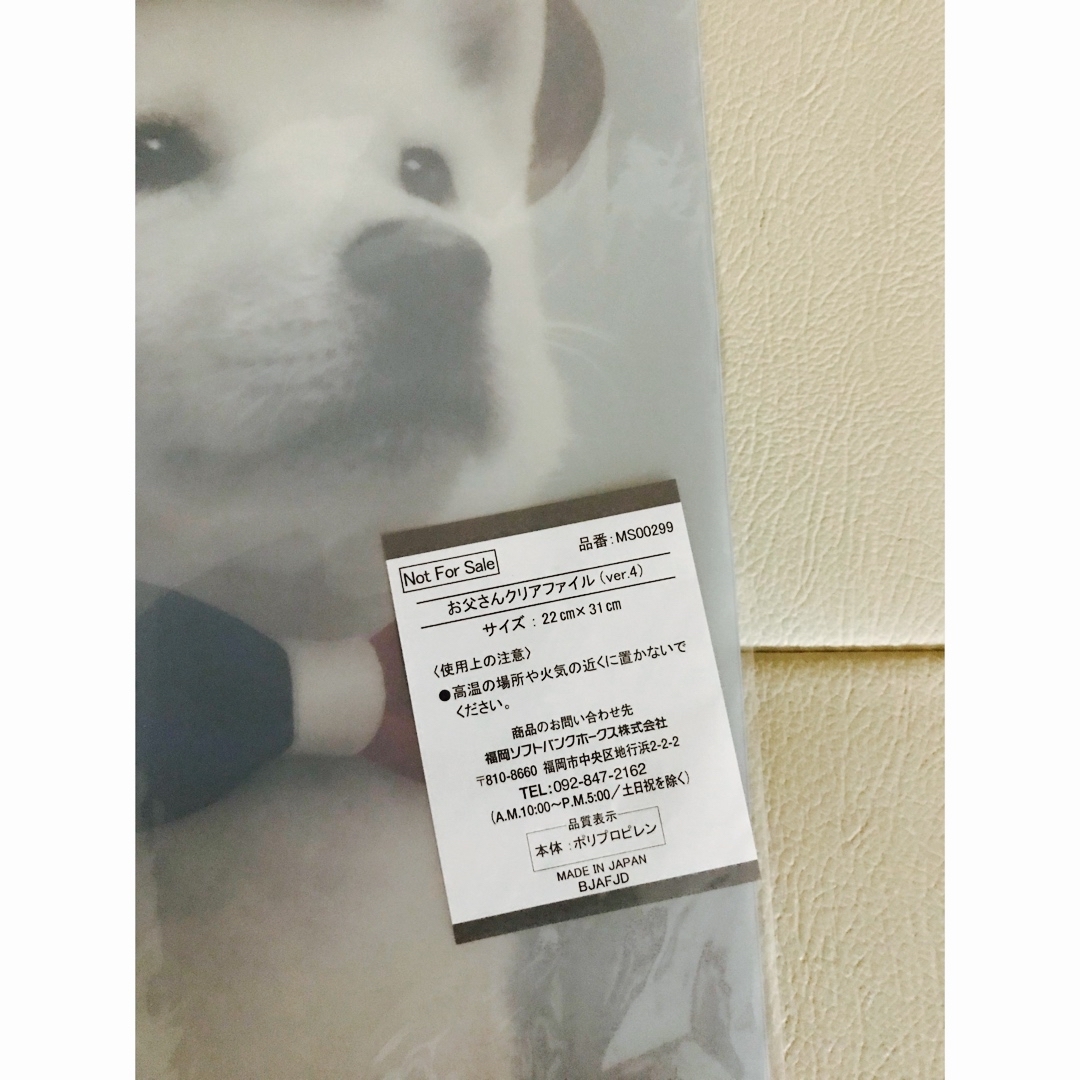 品番：MS00299
Not For Sale
お父さんクリアファイル（ver.4）
サイズ：22㎝×31㎝
〈使用上の注意〉
●高温の場所や火気の近くに置かないで
ください。
商品のお問い合わせ先
福岡ソフトバンクホークス株式会社
〒810-8660 福岡市中央区地行浜2-2-2
TEL：092-847-2162
（A.M.10:00～P.M.5:00／土日祝を除く）
品質表示
本体：ポリプロピレン
MADE IN JAPAN
BJAFJD